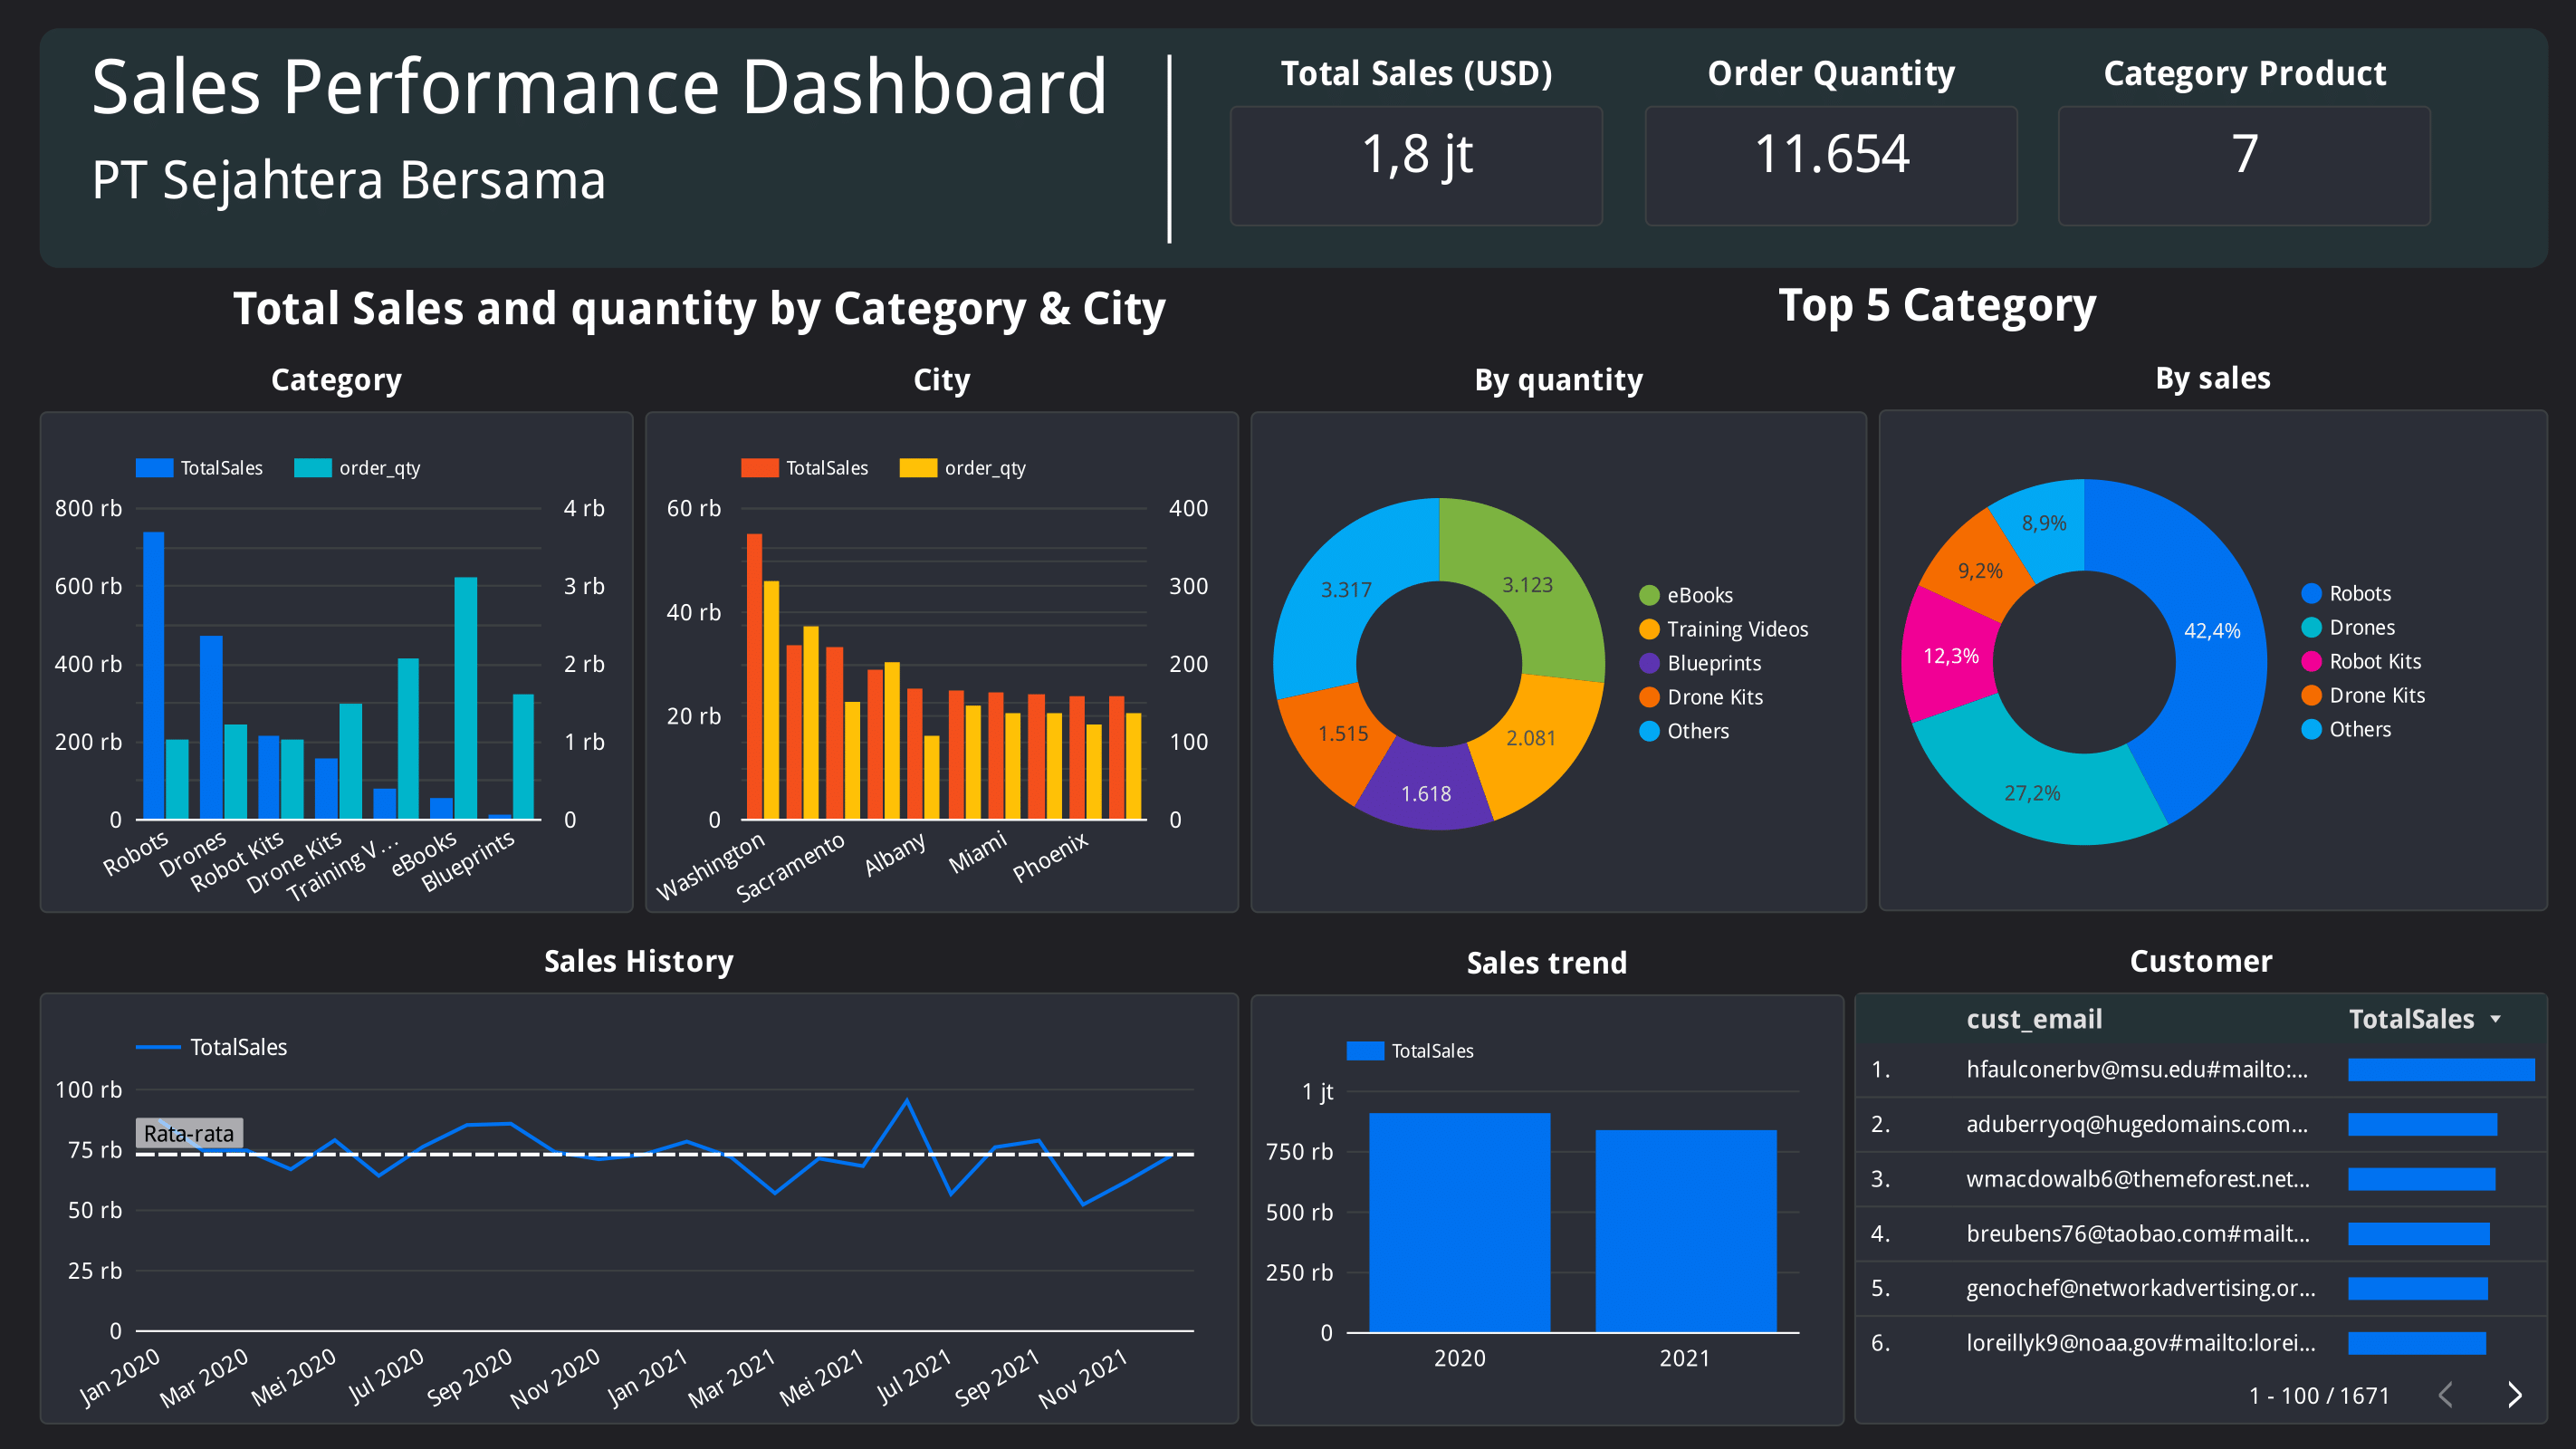 Sales Performance Dashboard
PT Sejahtera Bersama
Total Sales (USD)
1,8 jt
Order Quantity
11.654
Category Product
7
Total Sales and quantity by Category & City
Top 5 Category
Category
TotalSales order_qty
800 rb 4 rb
600 rb 3 rb
400 rb 2 rb
200 rb 1 rb
0 0
Robots Drones Robot Kits Drone Kits Training V... eBooks Blueprints
City
TotalSales order_qty
60 rb 400
300
40 rb
200
20 rb
100
0 0
Washington Sacramento Albany Miami Phoenix
By quantity
3.317
3.123
1.515
2.081
1.618
eBooks
Training Videos
Blueprints
Drone Kits
Others
By sales
8,9%
9,2%
42,4%
12,3%
27,2%
Robots
Drones
Robot Kits
Drone Kits
Others
Sales History
TotalSales
100 rb
Rata-rata
75 rb
50 rb
25 rb
0
Jan 2020 Mar 2020 Mei 2020 Jul 2020 Sep 2020 Nov 2020 Jan 2021 Mar 2021 Mei 2021 Jul 2021 Sep 2021 Nov 2021
Sales trend
TotalSales
1 jt
750 rb
500 rb
250 rb
0
2020 2021
Customer
cust_email TotalSales
1. hfaulconerbv@msu.edu#mailto:...
2. aduberryoq@hugedomains.com...
3. wmacdowalb6@themeforest.net...
4. breubens76@taobao.com#mailt...
5. genochef@networkadvertising.or...
6. loreillyk9@noaa.gov#mailto:lorei...
1 - 100 / 1671